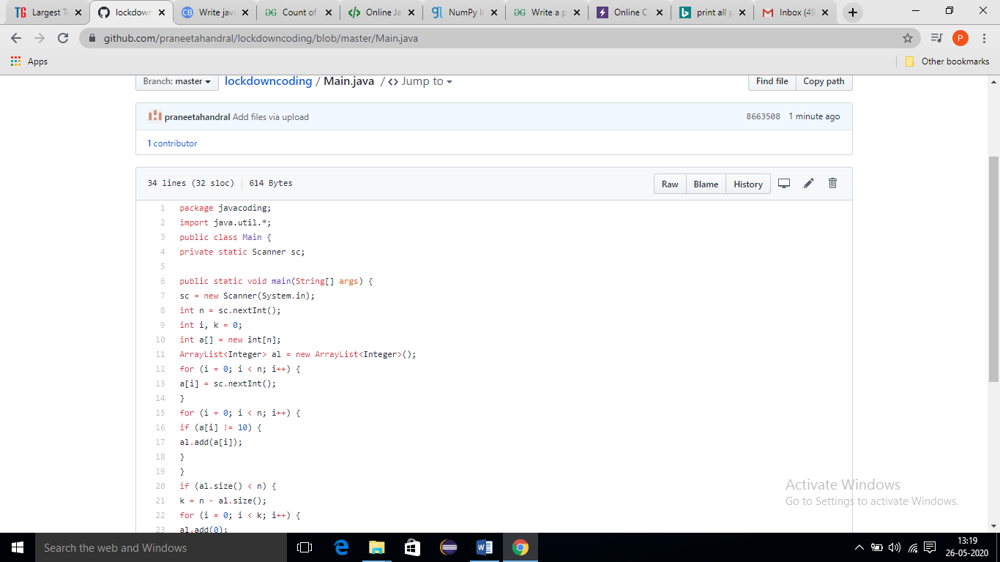 Largest T
lockdown
Write java
Count of
Online Ja
NumPy In
Write a p
Online C
print all p
Inbox (49
github.com/praneetahandral/lockdowncoding/blob/master/Main.java
P
Apps
Other bookmarks
Branch: master
lockdowncoding / Main.java / <> Jump to
Find file
Copy path
praneetahandral Add files via upload
8663508 1 minute ago
1 contributor
34 lines (32 sloc) 614 Bytes
Raw Blame History
1 package javacoding;
2 import java.util.*;
3 public class Main {
4 private static Scanner sc;
5
6 public static void main(String[] args) {
7 sc = new Scanner(System.in);
8 int n = sc.nextInt();
9 int i, k = 0;
10 int a[] = new int[n];
11 ArrayList<Integer> al = new ArrayList<Integer>();
12 for (i = 0; i < n; i++) {
13 a[i] = sc.nextInt();
14 }
15 for (i = 0; i < n; i++) {
16 if (a[i] != 10) {
17 al.add(a[i]);
18 }
19 }
20 if (al.size() < n) {
21 k = n - al.size();
22 for (i = 0; i < k; i++) {
23 al.add(0);
Activate Windows
Go to Settings to activate Windows.
Search the web and Windows
13:19
26-05-2020